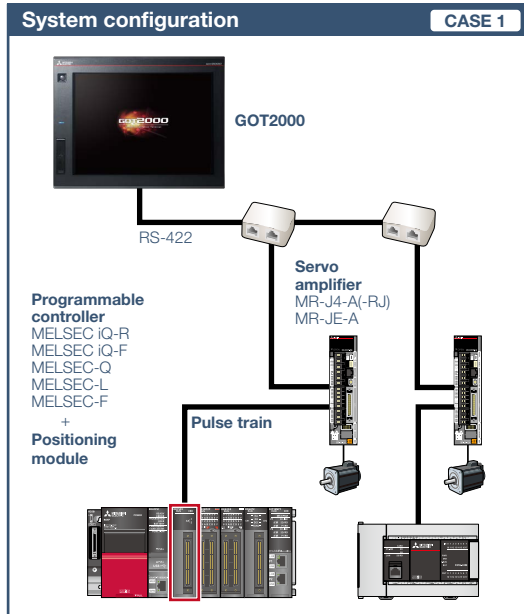 System configuration
CASE 1
GOT2000
GOT2000
RS-422
Servo
amplifier
MR-J4-A(-RJ)
MR-JE-A
Programmable
controller
MELSEC iQ-R
MELSEC iQ-F
MELSEC-Q
MELSEC-L
MELSEC-F
+
Positioning
module
Pulse train